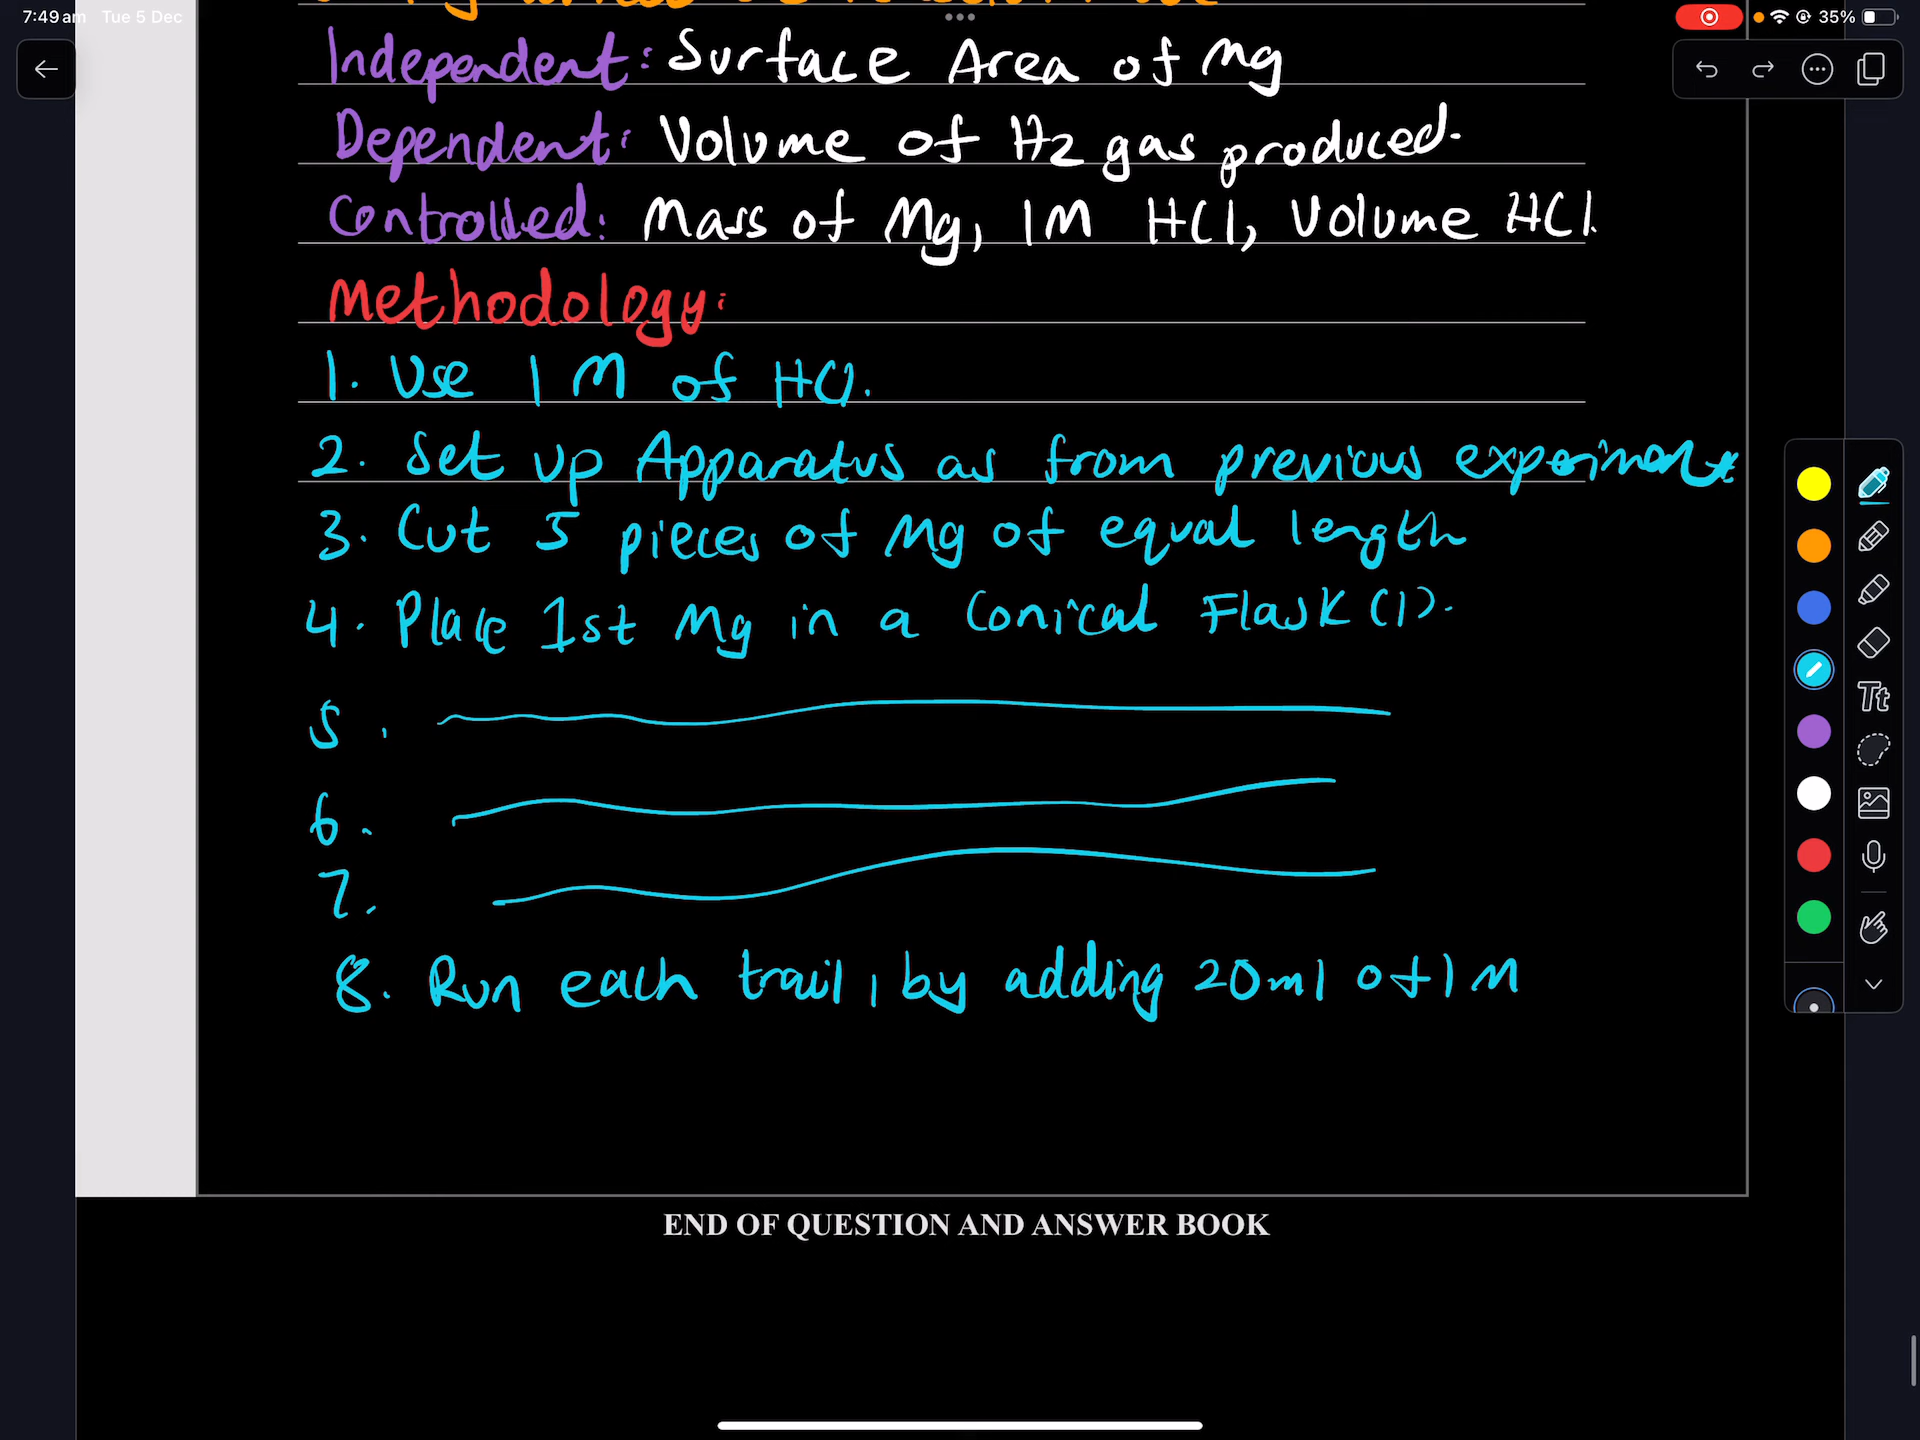 7:49 am Tue 5 Dec
35%
Independent: Surface Area of Mg
Dependent: Volume of H2 gas produced.
Controlled: Mass of Mg, 1M HCl, Volume HCl.
Methodology:
1. Use 1 M of HCl.
2. Set up Apparatus as from previous experiment
3. Cut 5 pieces of Mg of equal length
4. Place 1st Mg in a Conical Flask (1).
5.
6.
7.
8. Run each trail, by adding 20ml of 1 M
Tt
END OF QUESTION AND ANSWER BOOK